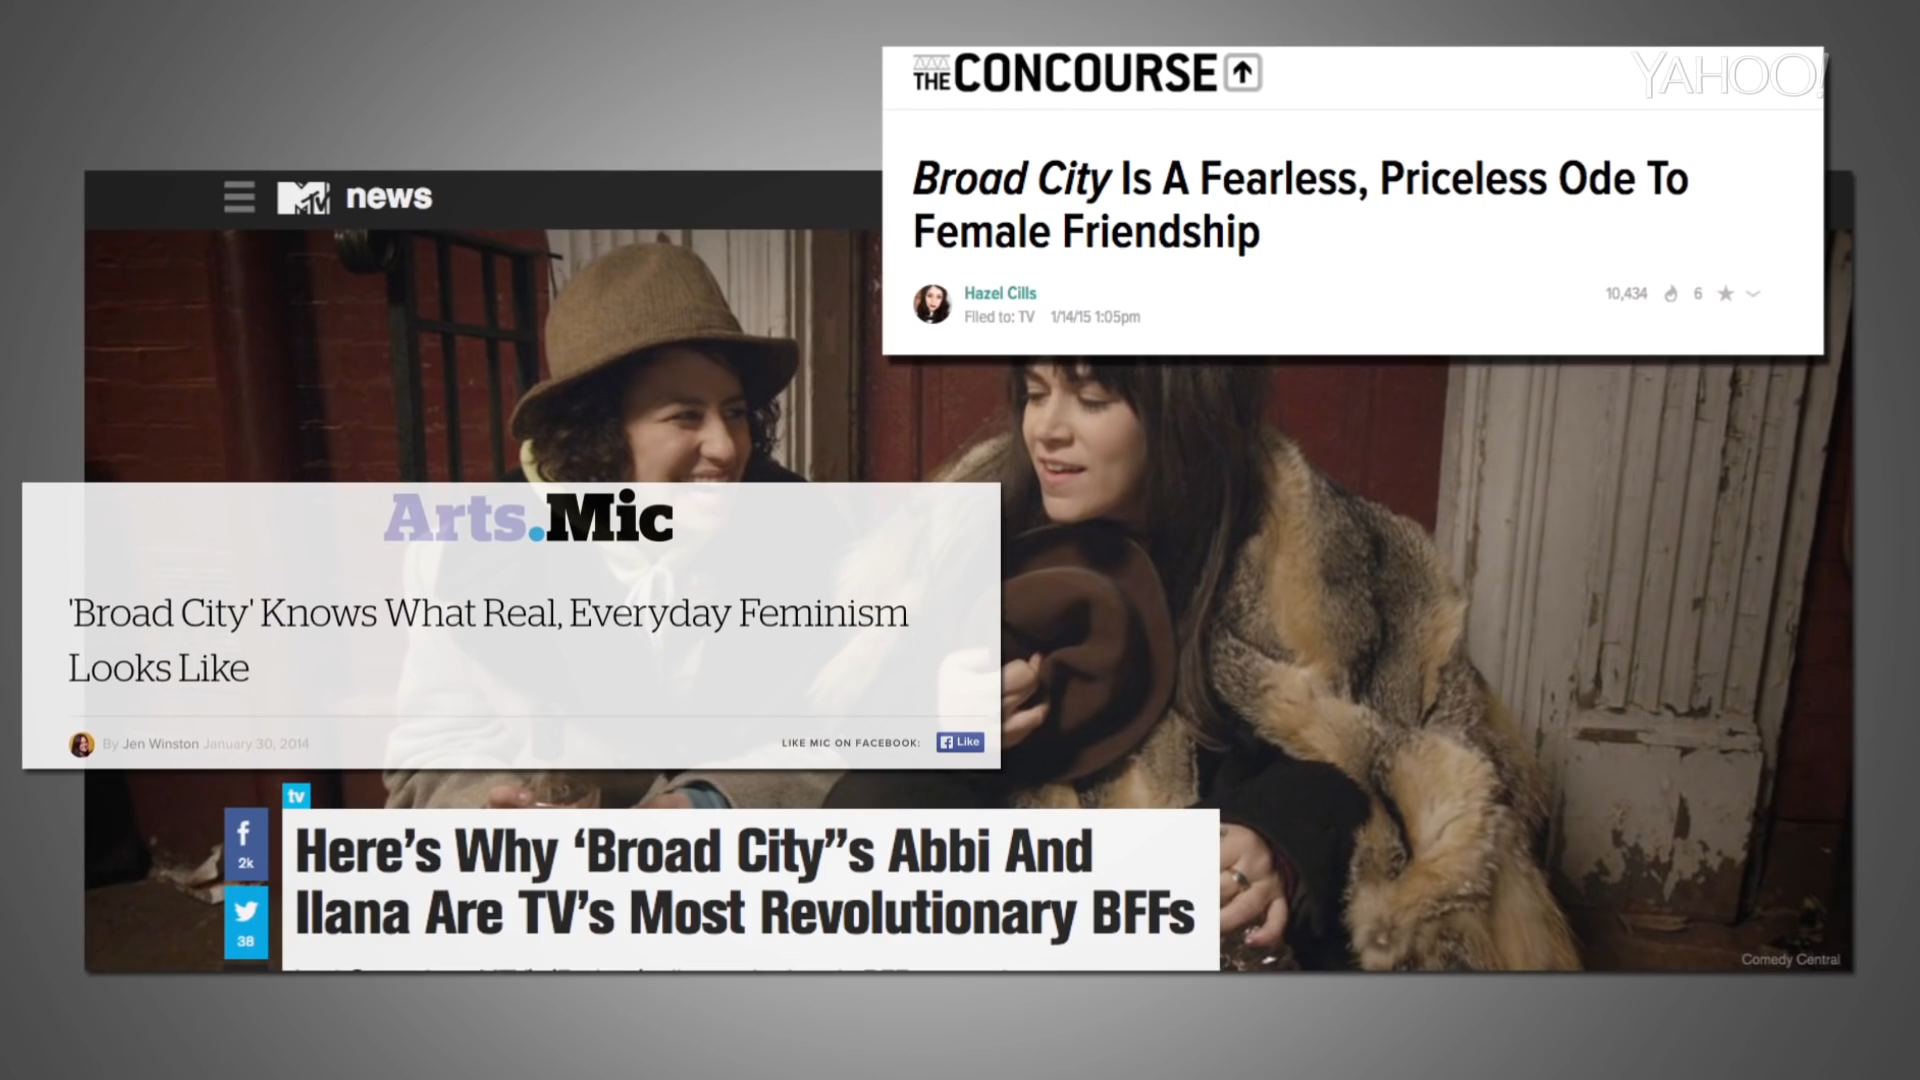 THE CONCOURSE
YAHOO!
Broad City Is A Fearless, Priceless Ode To
Female Friendship
Hazel Cills
10,434 6
Filed to: TV 1/14/15 1:05pm
MTV news
Arts.Mic
'Broad City' Knows What Real, Everyday Feminism
Looks Like
By Jen Winston January 30, 2014
LIKE MIC ON FACEBOOK:
f Like
tv
f
2k
38
Here's Why ‘Broad City’’s Abbi And
Ilana Are TV’s Most Revolutionary BFFs
Comedy Central